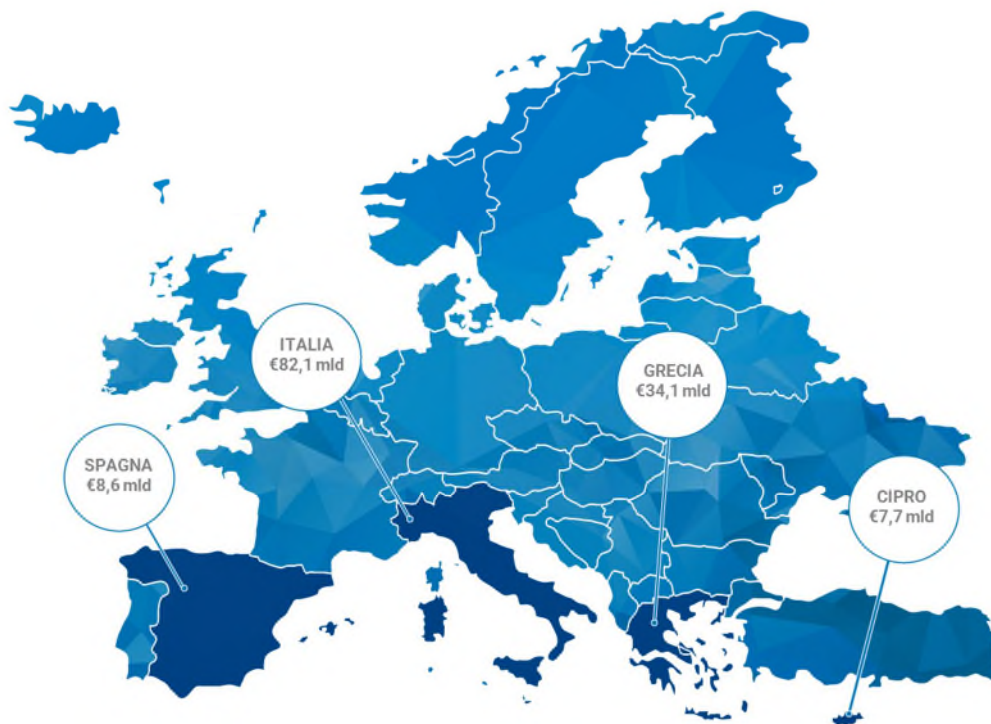 ITALIA
€82,1 mld
GRECIA
€34,1 mld
SPAGNA
€8,6 mld
CIPRO
€7,7 mld